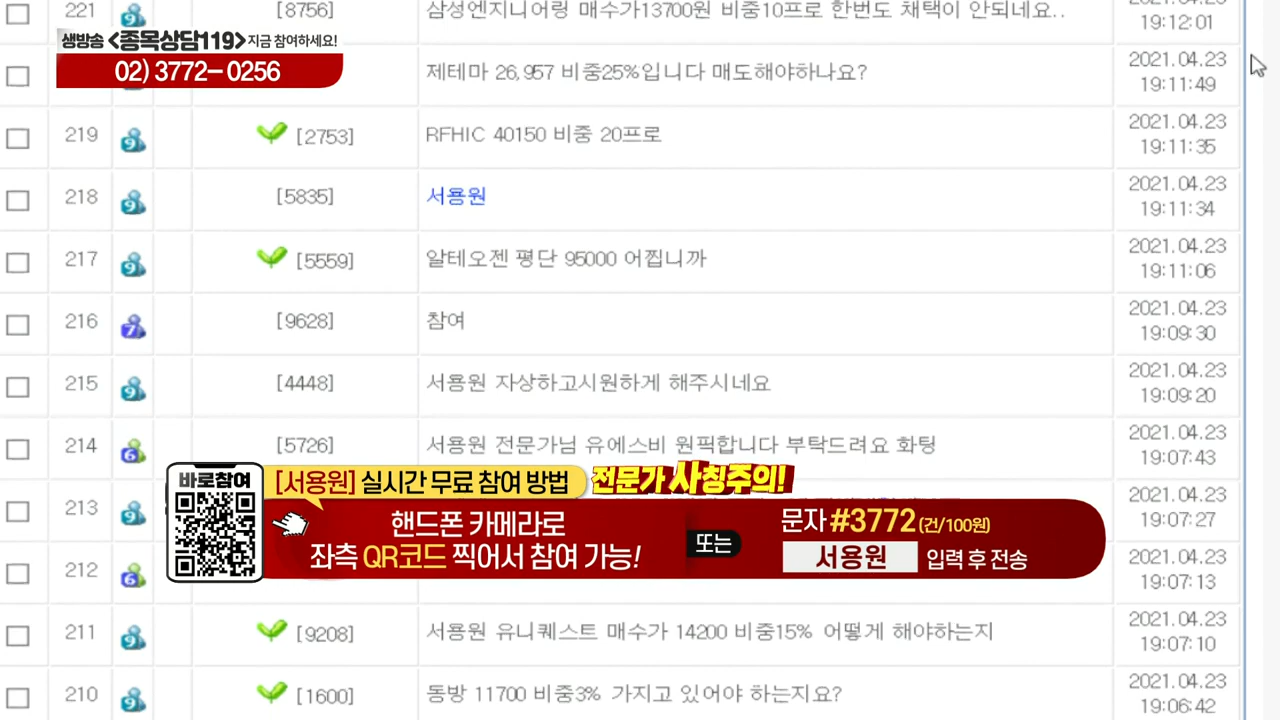 221 [8756] 삼성엔지니어링 매수가13700원 비중10프로 한번도 채택이 안되네요..
19:12:01
생방송 <종목상담119> 지금 참여하세요!
02) 3772-0256
제테마 26,957 비중25%입니다 매도해야하나요? 2021.04.23
19:11:49
219 [2753] RFHIC 40150 비중 20프로 2021.04.23
19:11:35
218 [5835] 서용원 2021.04.23
19:11:34
217 [5559] 알테오젠 평단 95000 어찝니까 2021.04.23
19:11:06
216 [9628] 참여 2021.04.23
19:09:30
215 [4448] 서용원 자상하고시원하게 해주시네요 2021.04.23
19:09:20
214 [5726] 서용원 전문가님 유에스비 원픽합니다 부탁드려요 화팅 2021.04.23
19:07:43
213 2021.04.23
19:07:27
바로참여
[서용원] 실시간 무료 참여 방법 전문가 사칭주의!
핸드폰 카메라로
좌측 QR코드 찍어서 참여 가능!
또는
문자 #3772 (건/100원)
서용원 입력 후 전송
212 2021.04.23
19:07:13
211 [9208] 서용원 유니퀘스트 매수가 14200 비중15% 어떻게 해야하는지 2021.04.23
19:07:10
210 [1600] 동방 11700 비중3% 가지고 있어야 하는지요? 2021.04.23
19:06:42